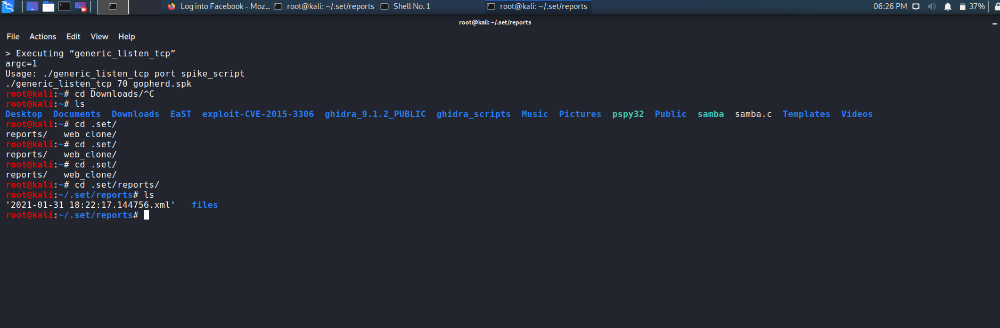 Log into Facebook - Moz... root@kali: ~/.set/reports Shell No. 1 root@kali: ~/.set/reports 06:26 PM 37%
root@kali: ~/.set/reports
File Actions Edit View Help
> Executing “generic_listen_tcp”
argc=1
Usage: ./generic_listen_tcp port spike_script
./generic_listen_tcp 70 gopherd.spk
root@kali:~# cd Downloads/^C
root@kali:~# ls
Desktop Documents Downloads EaST exploit-CVE-2015-3306 ghidra_9.1.2_PUBLIC ghidra_scripts Music Pictures pspy32 Public samba samba.c Templates Videos
root@kali:~# cd .set/
reports/ web_clone/
root@kali:~# cd .set/
reports/ web_clone/
root@kali:~# cd .set/
reports/ web_clone/
root@kali:~# cd .set/reports/
root@kali:~/.set/reports# ls
'2021-01-31 18:22:17.144756.xml' files
root@kali:~/.set/reports#